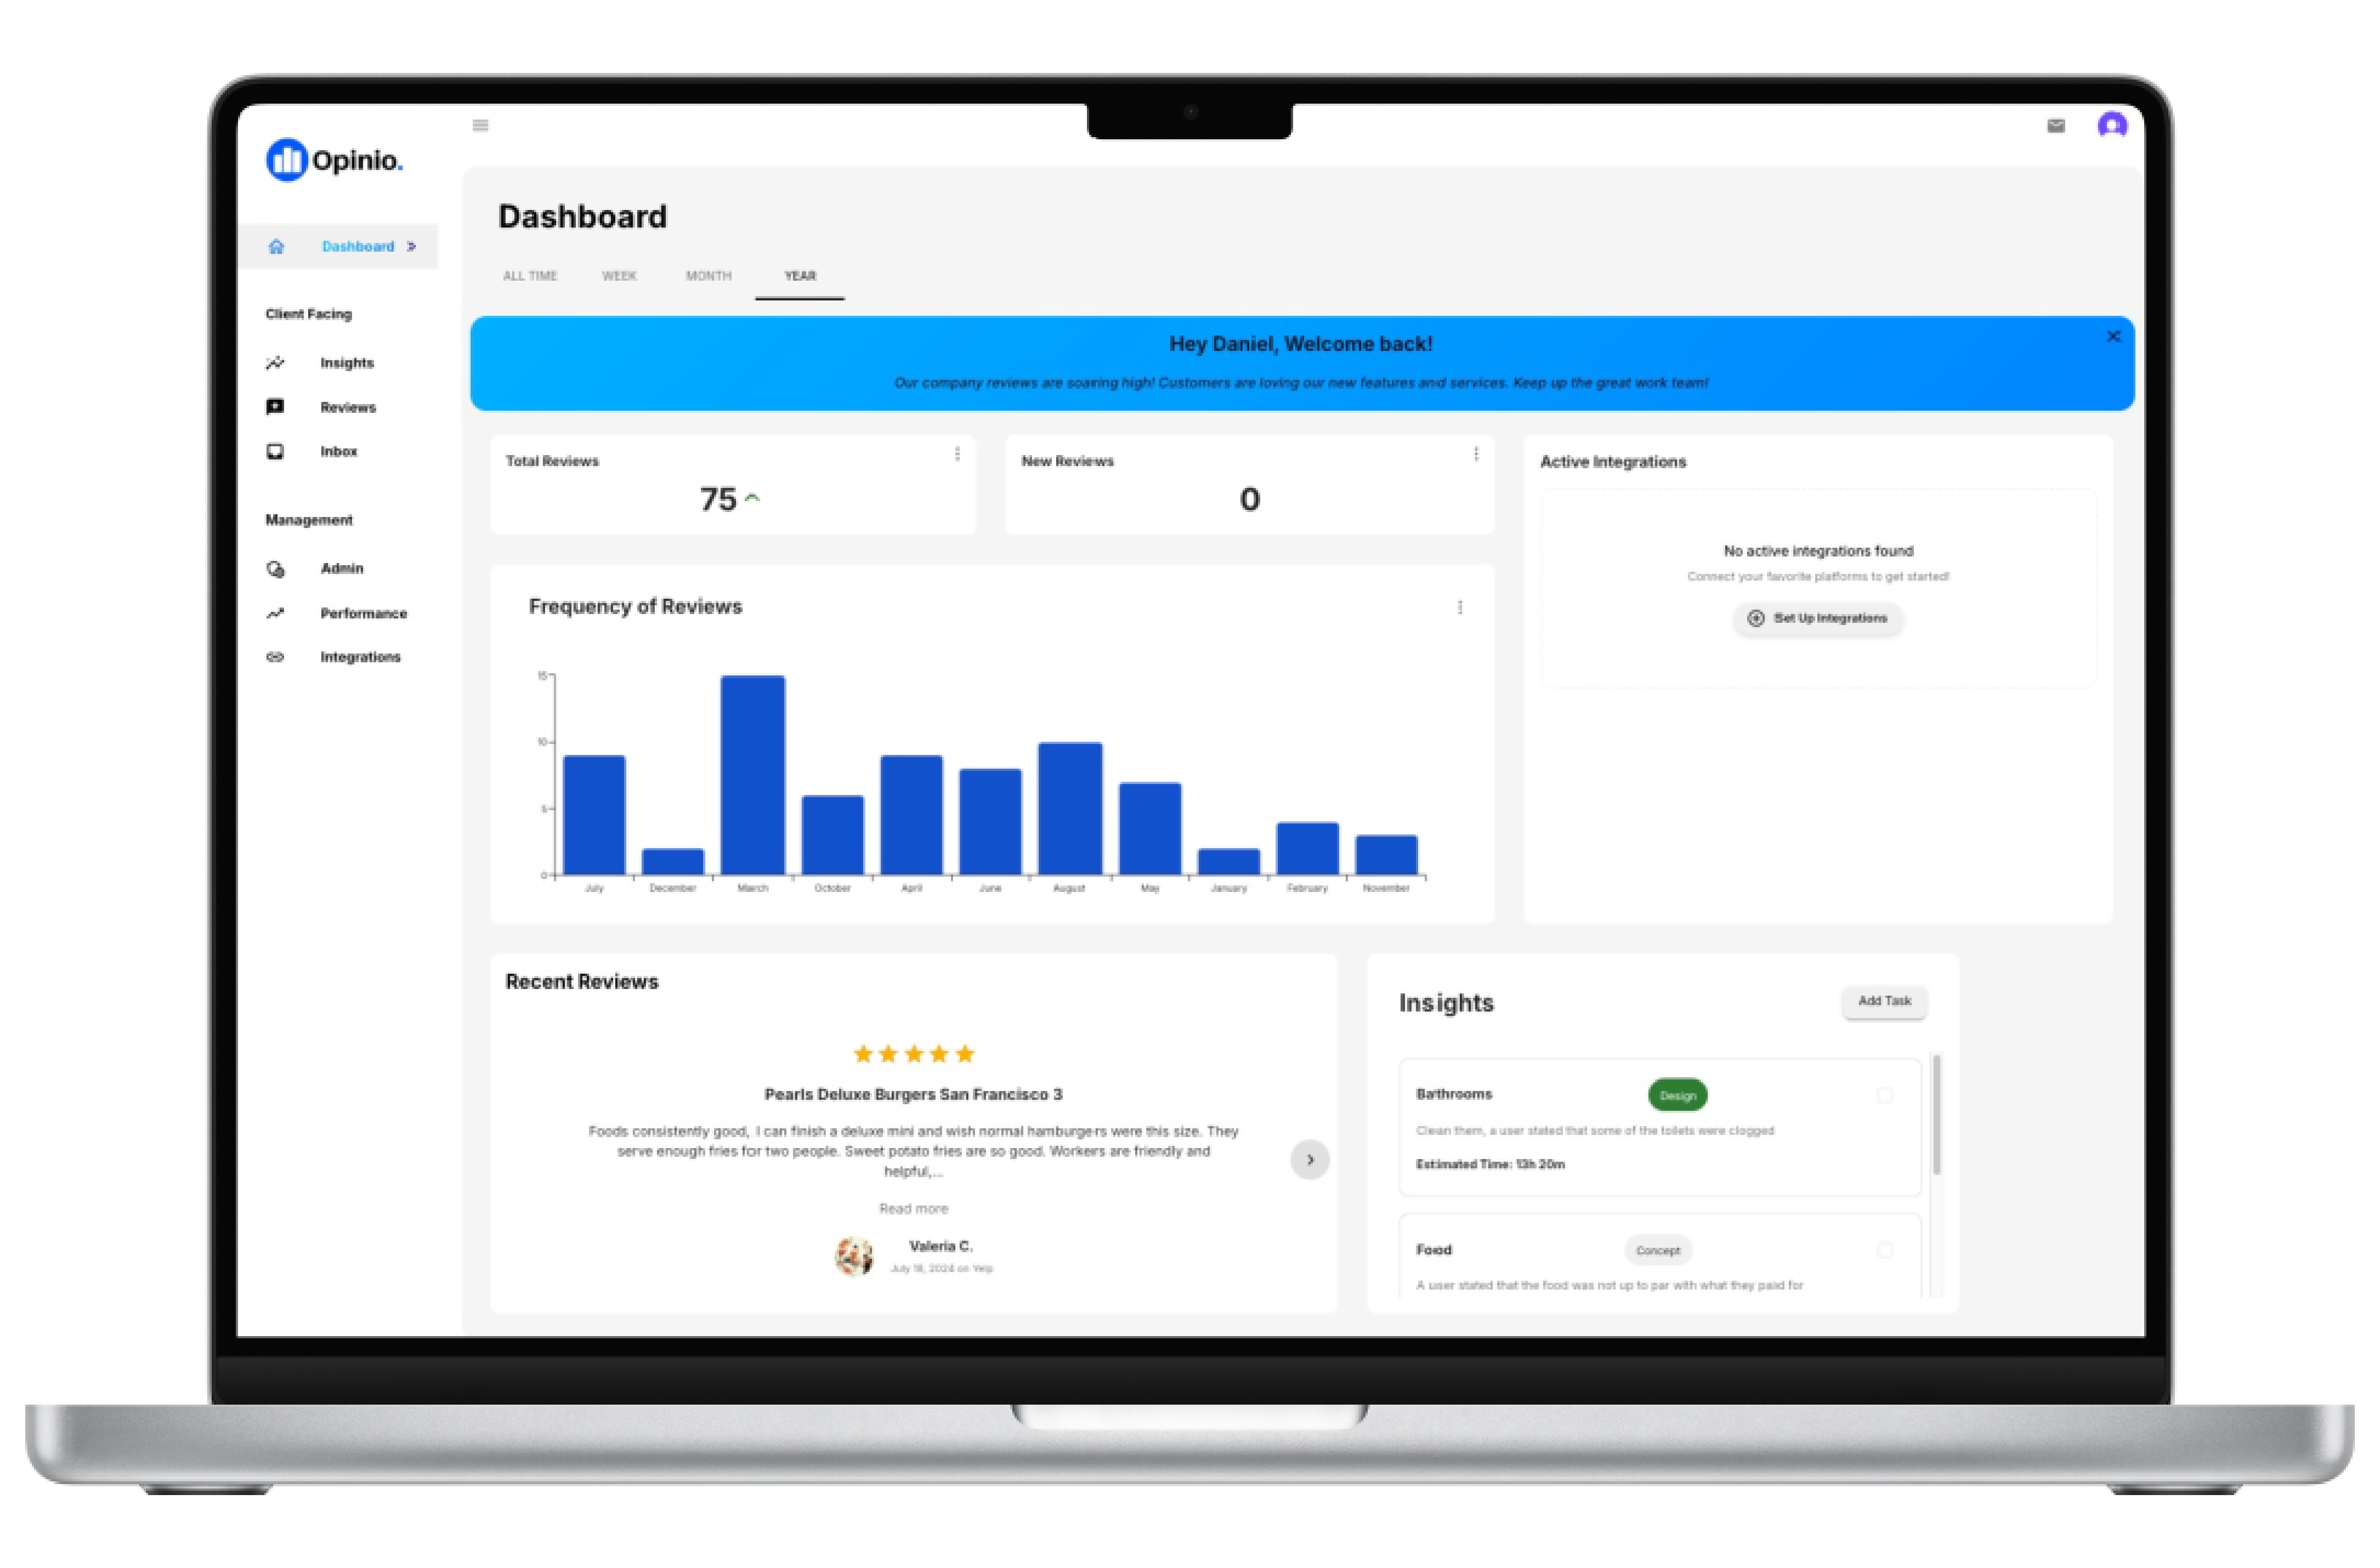 Opinio.
Dashboard
Client Facing
Insights
Reviews
Inbox
Management
Admin
Performance
Integrations
Dashboard
ALL TIME WEEK MONTH YEAR
Hey Daniel, Welcome back!
Our company reviews are soaring high! Customers are loving our new features and services. Keep up the great work team!
Total Reviews
75
New Reviews
0
Active Integrations
No active integrations found
Connect your favorite platforms to get started!
Set Up Integrations
Frequency of Reviews
15
10
5
0
July December March October April June August May January February November
Recent Reviews
Pearls Deluxe Burgers San Francisco 3
Foods consistently good, I can finish a deluxe mini and wish normal hamburgers were this size. They
serve enough fries for two people. Sweet potato fries are so good. Workers are friendly and
helpful,...
Read more
Valeria C.
July 18, 2024 on Yelp
Insights
Add Task
Bathrooms
Design
Clean them, a user stated that some of the toilets were clogged
Estimated Time: 13h 20m
Food
Concept
A user stated that the food was not up to par with what they paid for